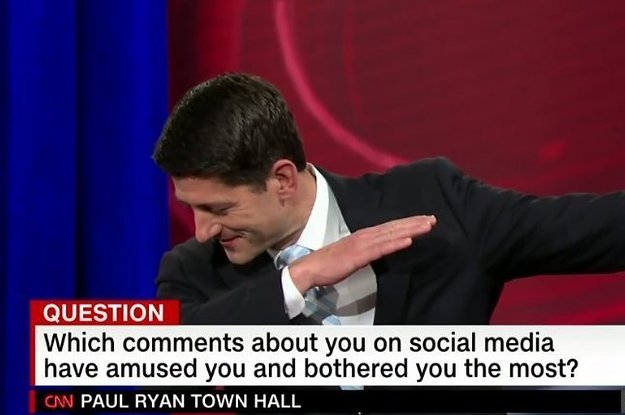 QUESTION
Which comments about you on social media
have amused you and bothered you the most?
CNN PAUL RYAN TOWN HALL